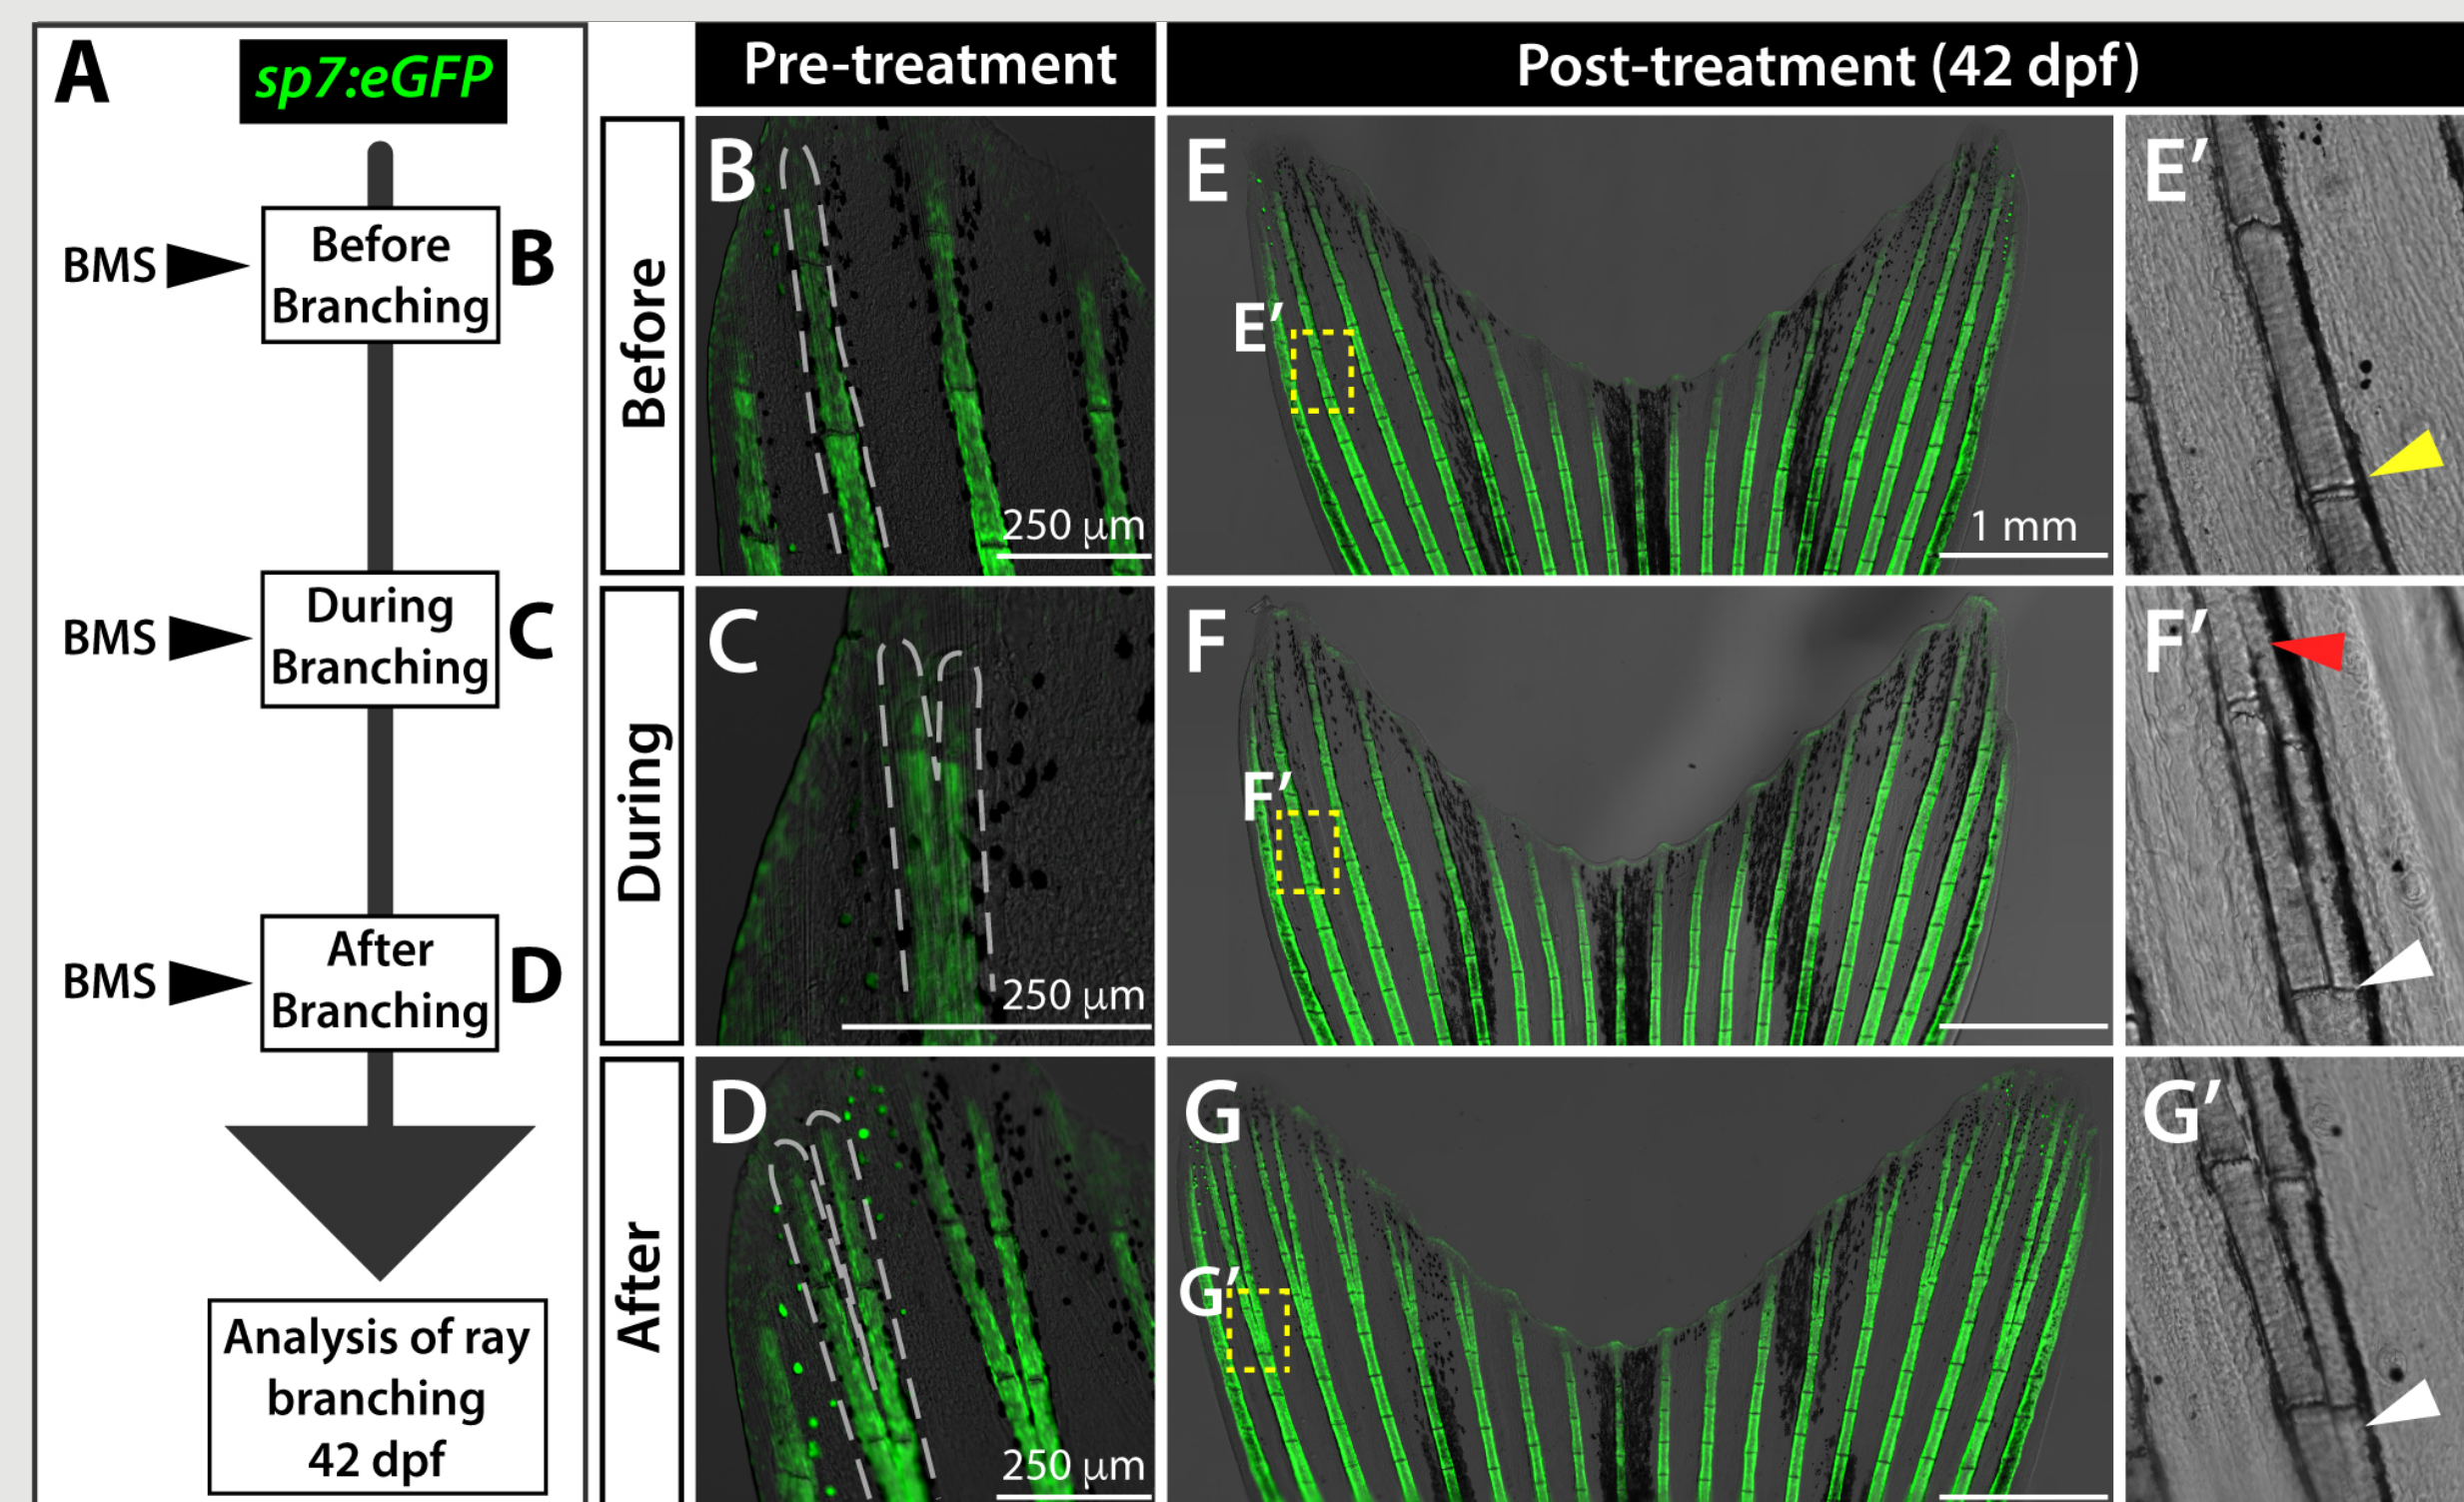 A
sp7:eGFP
BMS
Before
Branching
B
BMS
During
Branching
C
BMS
After
Branching
D
Analysis of ray
branching
42 dpf
Pre-treatment
Post-treatment (42 dpf)
Before
B
250 µm
E
E′
1 mm
E′
During
C
250 µm
F
F′
F′
After
D
250 µm
G
G′
G′